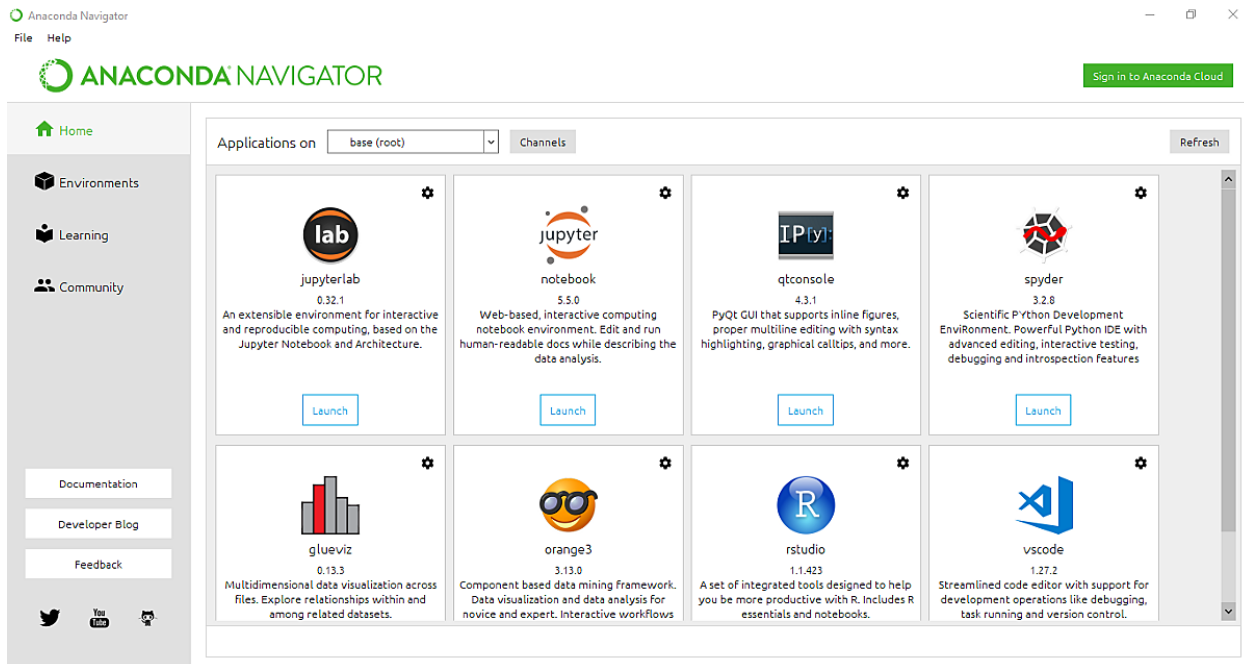 Anaconda Navigator
File Help
ANACONDA NAVIGATOR
Sign in to Anaconda Cloud
Home
Environments
Learning
Community
Documentation
Developer Blog
Feedback
You
Tube
Applications on base (root) Channels Refresh
lab
jupyterlab
0.32.1
An extensible environment for interactive
and reproducible computing, based on the
Jupyter Notebook and Architecture.
Launch
jupyter
notebook
5.5.0
Web-based, interactive computing
notebook environment. Edit and run
human-readable docs while describing the
data analysis.
Launch
IP[y]:
qtconsole
4.3.1
PyQt GUI that supports inline figures,
proper multiline editing with syntax
highlighting, graphical calltips, and more.
Launch
spyder
3.2.8
Scientific PYthon Development
EnviRonment. Powerful Python IDE with
advanced editing, interactive testing,
debugging and introspection features
Launch
glueviz
0.13.3
Multidimensional data visualization across
files. Explore relationships within and
among related datasets.
orange3
3.13.0
Component based data mining framework.
Data visualization and data analysis for
novice and expert. Interactive workflows
R
rstudio
1.1.423
A set of integrated tools designed to help
you be more productive with R. Includes R
essentials and notebooks.
vscode
1.27.2
Streamlined code editor with support for
development operations like debugging,
task running and version control.